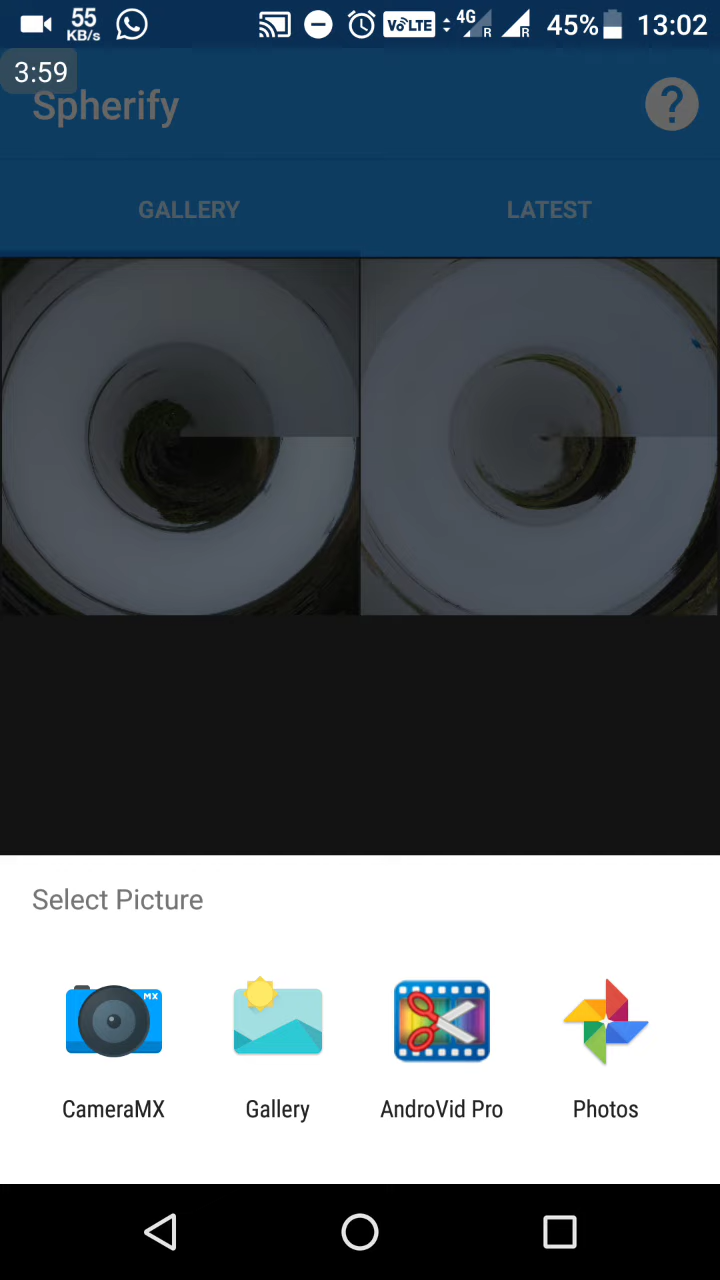 55 KB/s VoLTE 4G R R 45% 13:02
3:59
Spherify ?
GALLERY LATEST
Select Picture
MX
CameraMX Gallery AndroVid Pro Photos